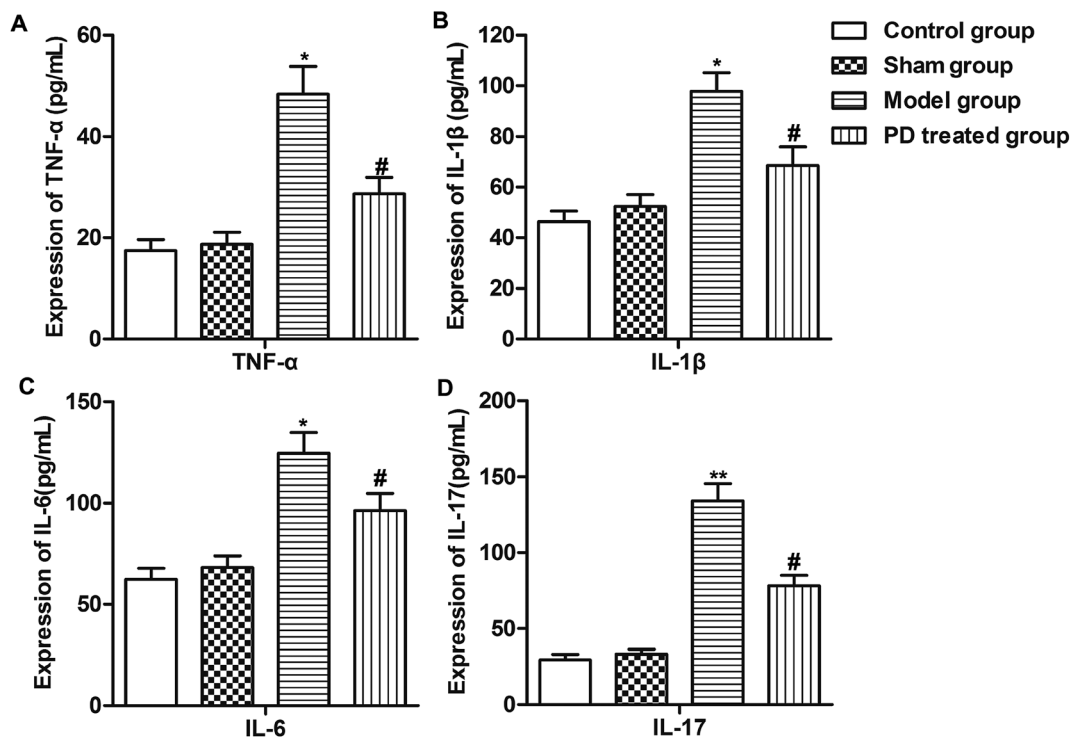 A
Expression of TNF-α (pg/mL)
60
40
20
0
*
#
TNF-α
B
Expression of IL-1β (pg/mL)
120
100
80
60
40
20
0
*
#
IL-1β
Control group
Sham group
Model group
PD treated group
C
Expression of IL-6(pg/mL)
150
100
50
0
*
#
IL-6
D
Expression of IL-17(pg/mL)
200
150
100
50
0
**
#
IL-17